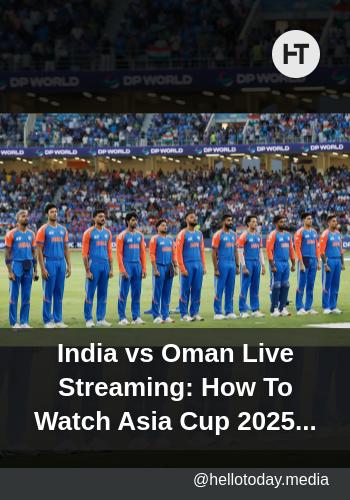 HT
DP WORLD
DP WORLD
DP WORLD
India vs Oman Live
Streaming: How To
Watch Asia Cup 2025...
@hellotoday.media